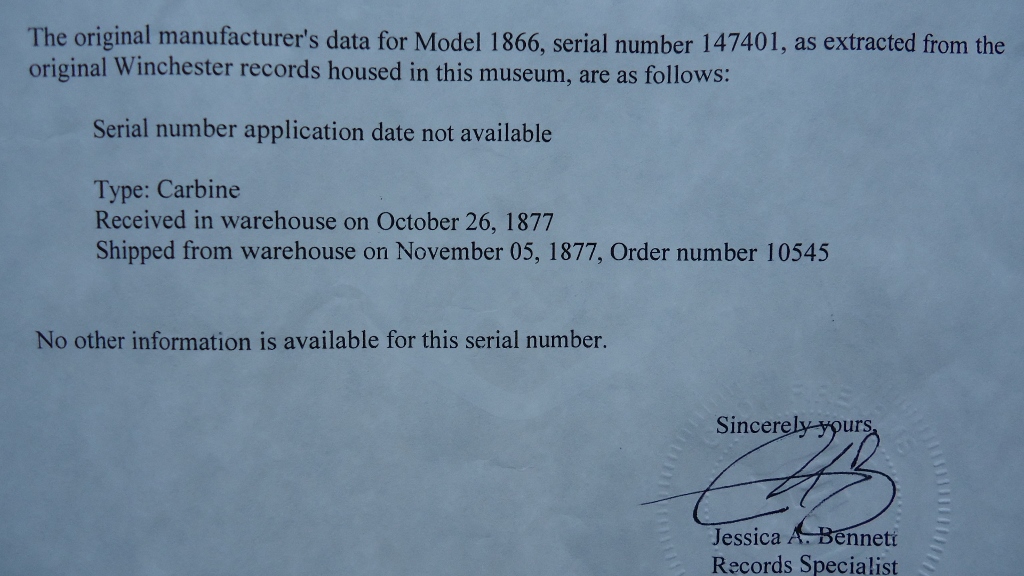 The original manufacturer's data for Model 1866, serial number 147401, as extracted from the
original Winchester records housed in this museum, are as follows:
Serial number application date not available
Type: Carbine
Received in warehouse on October 26, 1877
Shipped from warehouse on November 05, 1877, Order number 10545
No other information is available for this serial number.
Sincerely yours,
Jessica A. Bennett
Records Specialist